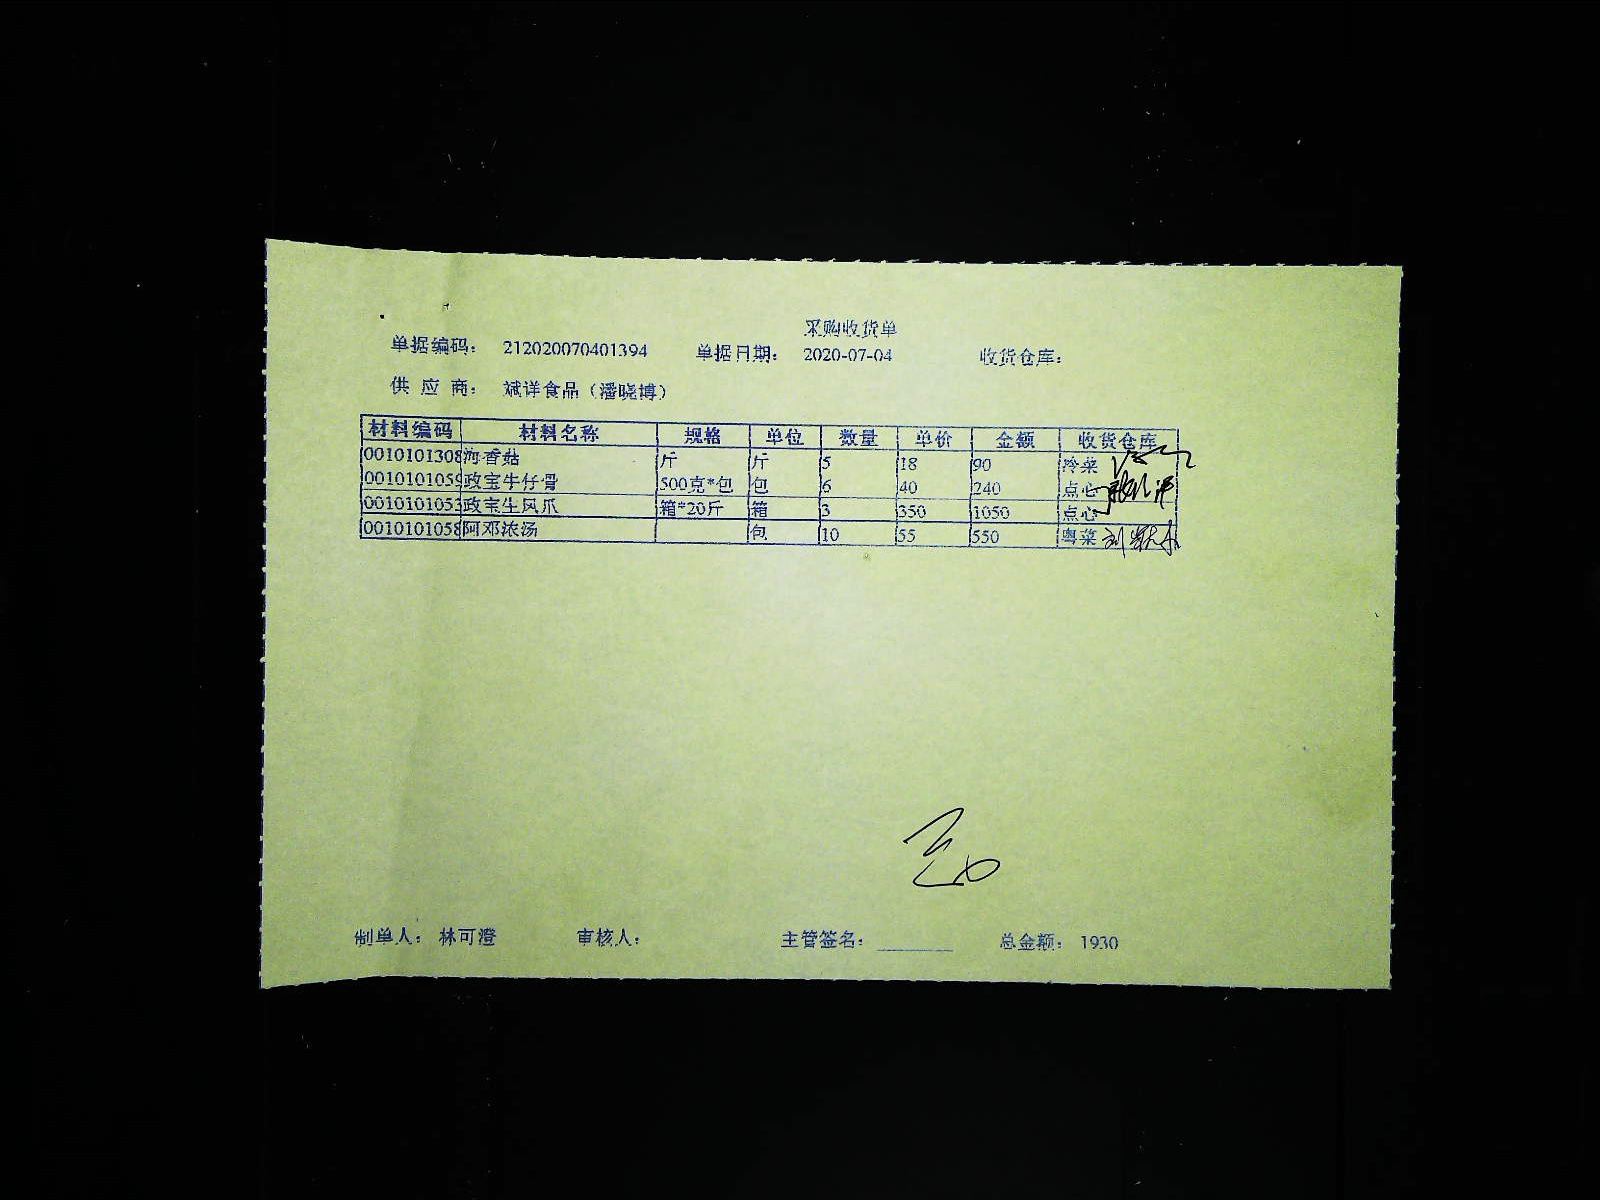 采购收货单
单据编码： 212020070401394 单据日期： 2020-07-04 收货仓库：
供 应 商： 斌详食品（潘晓博）
材料编码 材料名称 规格 单位 数量 单价 金额 收货仓库
0010101308 海香菇 斤 斤 5 18 90 冷菜
0010101059 政宝牛仔骨 500克*包 包 6 40 240 点心
0010101053 政宝生凤爪 箱*20斤 箱 3 350 1050 点心
0010101058 阿邓浓汤 包 10 55 550 粤菜
制单人： 林可澄 审核人： 主管签名： 总金额： 1930